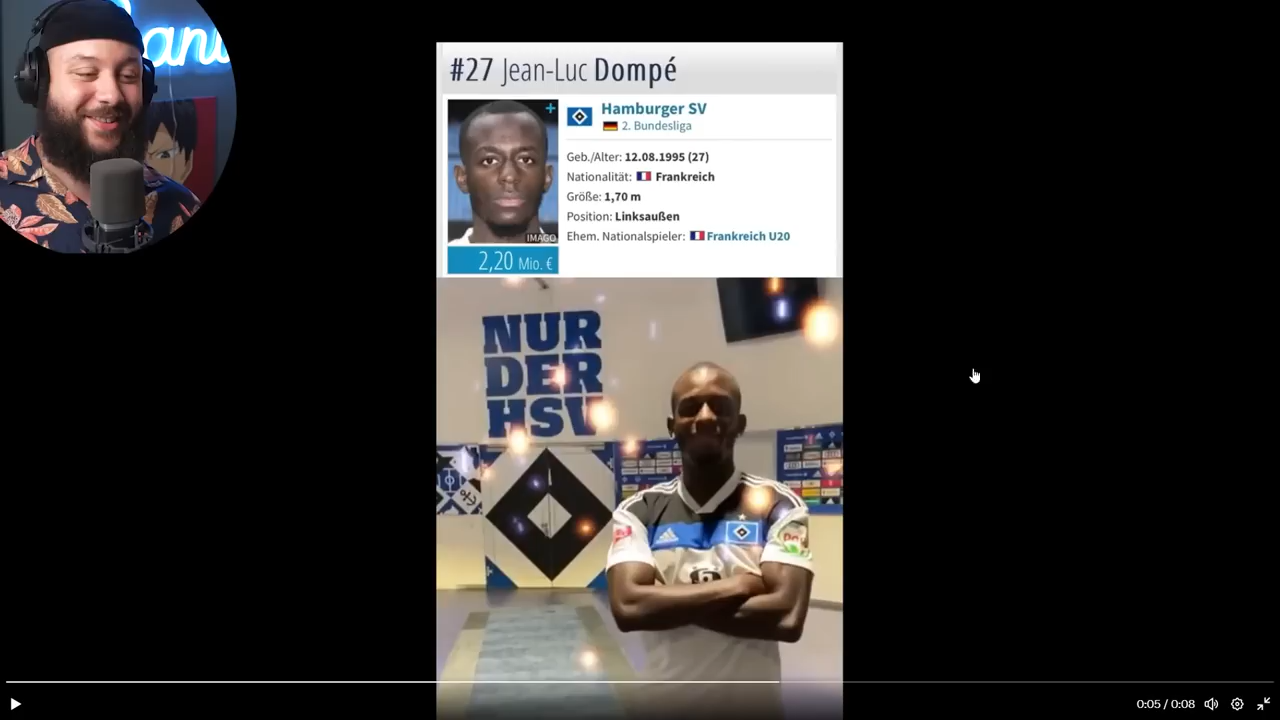 #27 Jean-Luc Dompé
Hamburger SV
2. Bundesliga
Geb./Alter: 12.08.1995 (27)
Nationalität: Frankreich
Größe: 1,70 m
Position: Linksaußen
Ehem. Nationalspieler: Frankreich U20
IMAGO
2,20 Mio. €
NUR
DER
HSV
0:05 / 0:08